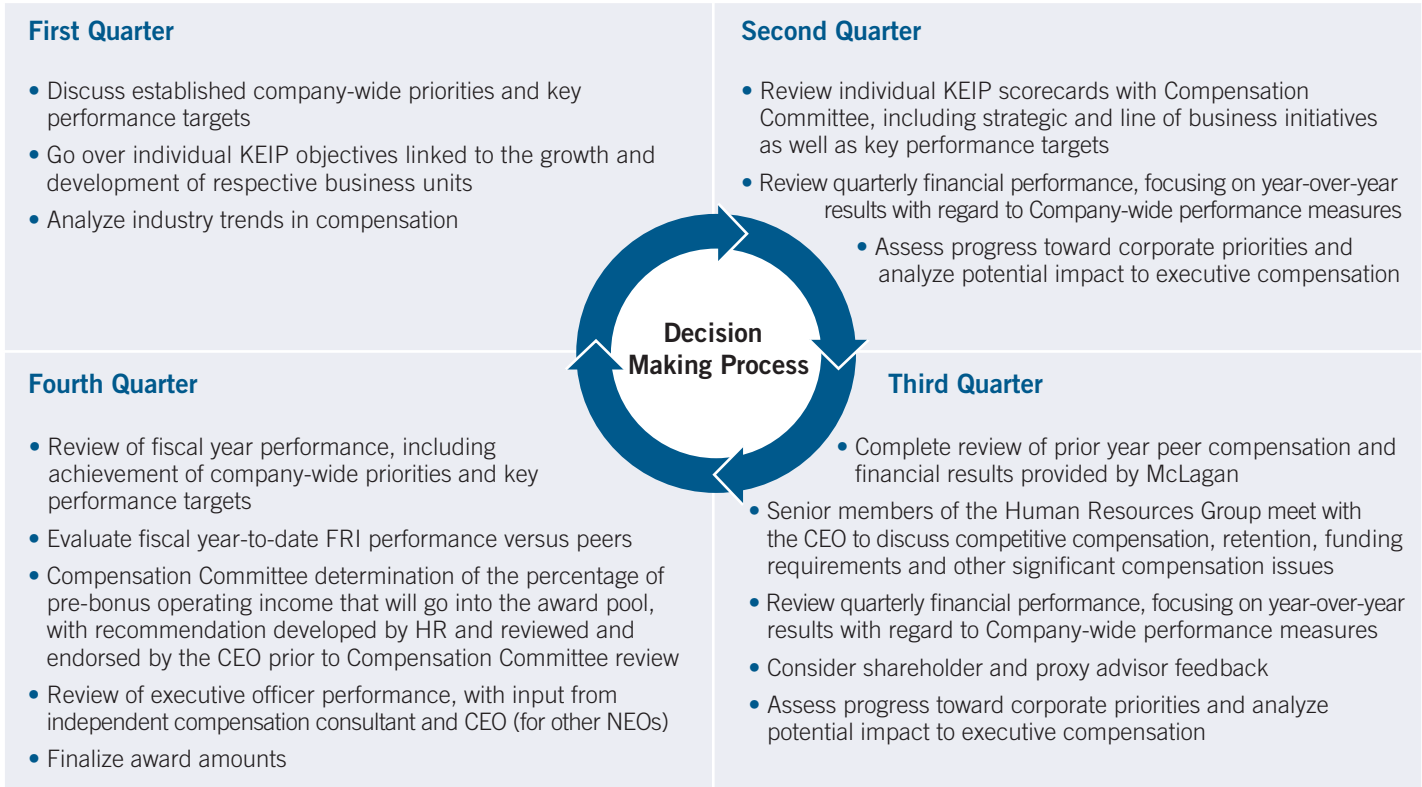 First Quarter
• Discuss established company-wide priorities and key
performance targets
• Go over individual KEIP objectives linked to the growth and
development of respective business units
• Analyze industry trends in compensation
Second Quarter
• Review individual KEIP scorecards with Compensation
Committee, including strategic and line of business initiatives
as well as key performance targets
• Review quarterly financial performance, focusing on year-over-year
results with regard to Company-wide performance measures
• Assess progress toward corporate priorities and
analyze potential impact to executive compensation
Decision
Making Process
Third Quarter
• Complete review of prior year peer compensation and
financial results provided by McLagan
• Senior members of the Human Resources Group meet with
the CEO to discuss competitive compensation, retention, funding
requirements and other significant compensation issues
• Review quarterly financial performance, focusing on year-over-year
results with regard to Company-wide performance measures
• Consider shareholder and proxy advisor feedback
• Assess progress toward corporate priorities and analyze
potential impact to executive compensation
Fourth Quarter
• Review of fiscal year performance, including
achievement of company-wide priorities and key
performance targets
• Evaluate fiscal year-to-date FRI performance versus peers
• Compensation Committee determination of the percentage of
pre-bonus operating income that will go into the award pool,
with recommendation developed by HR and reviewed and
endorsed by the CEO prior to Compensation Committee review
• Review of executive officer performance, with input from
independent compensation consultant and CEO (for other NEOs)
• Finalize award amounts